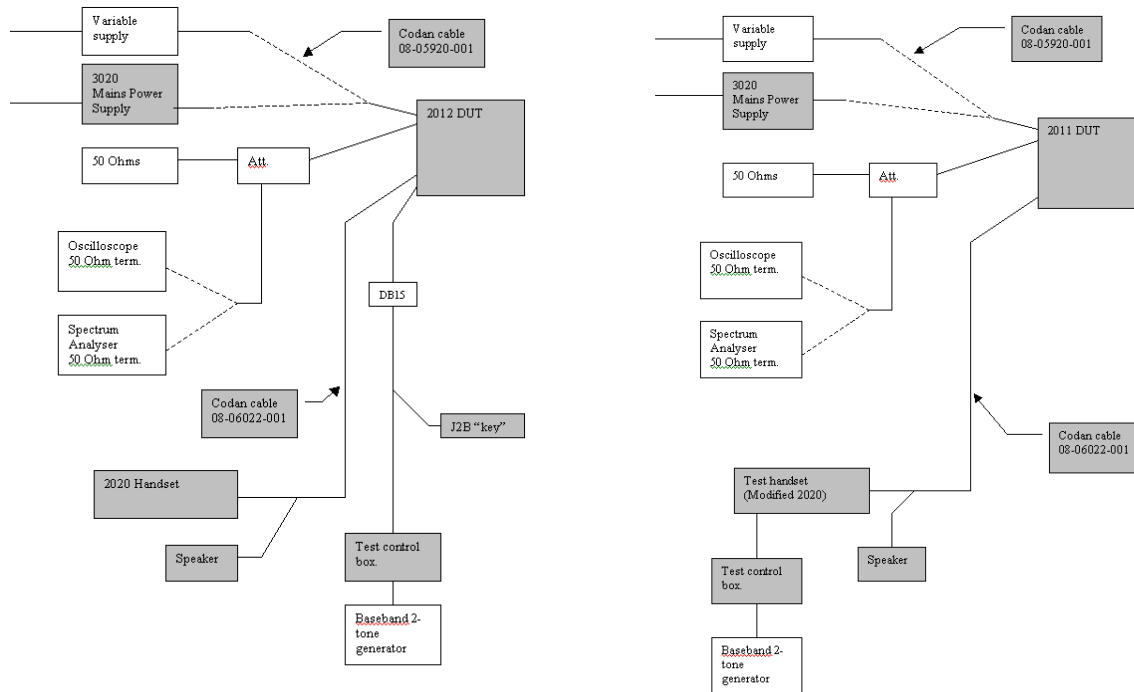 Variable
supply
Codan cable
08-05920-001
3020
Mains Power
Supply
2012 DUT
50 Ohms
Att.
Oscilloscope
50 Ohm term.
DB15
Spectrum
Analyser
50 Ohm term.
Codan cable
08-06022-001
J2B “key”
2020 Handset
Speaker
Test control
box.
Baseband 2-
tone
generator
Variable
supply
Codan cable
08-05920-001
3020
Mains Power
Supply
2011 DUT
50 Ohms
Att.
Oscilloscope
50 Ohm term.
Spectrum
Analyser
50 Ohm term.
Codan cable
08-06022-001
Test handset
(Modified 2020)
Speaker
Test control
box.
Baseband 2-
tone
generator